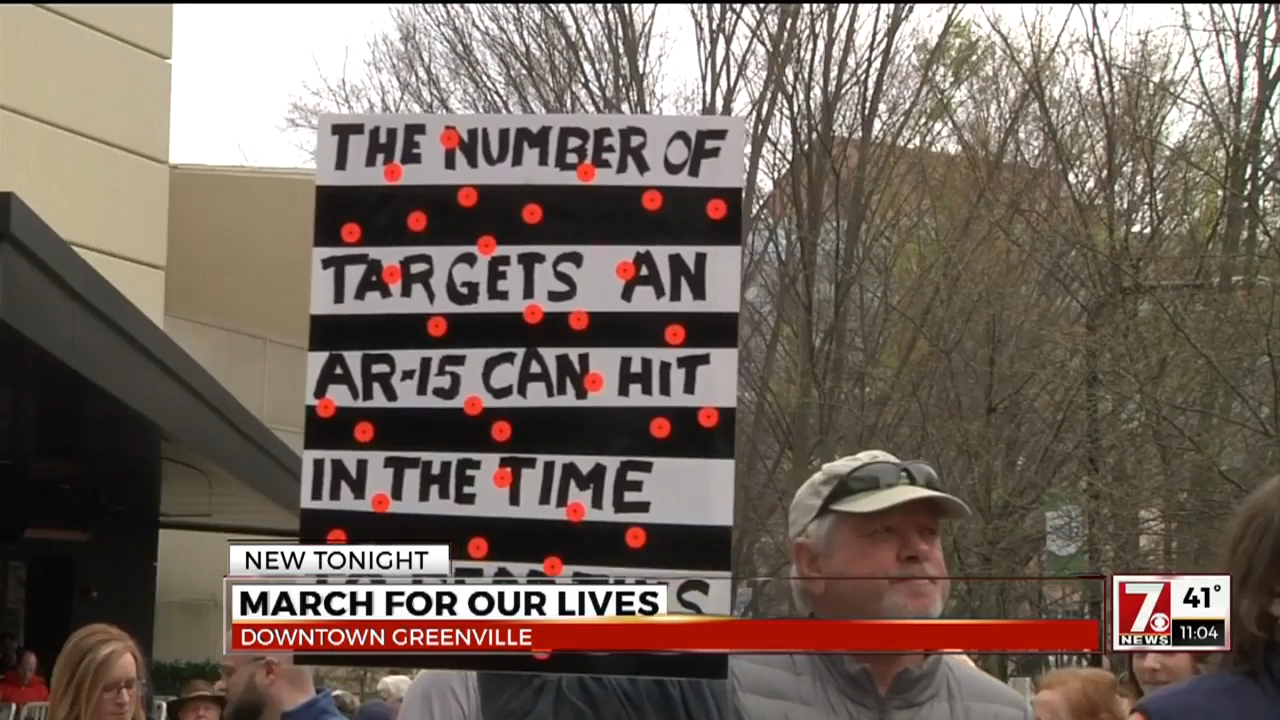 THE NUMBER OF
TARGETS AN
AR-15 CAN HIT
IN THE TIME
NEW TONIGHT
MARCH FOR OUR LIVES
DOWNTOWN GREENVILLE
7
NEWS
41°
11:04